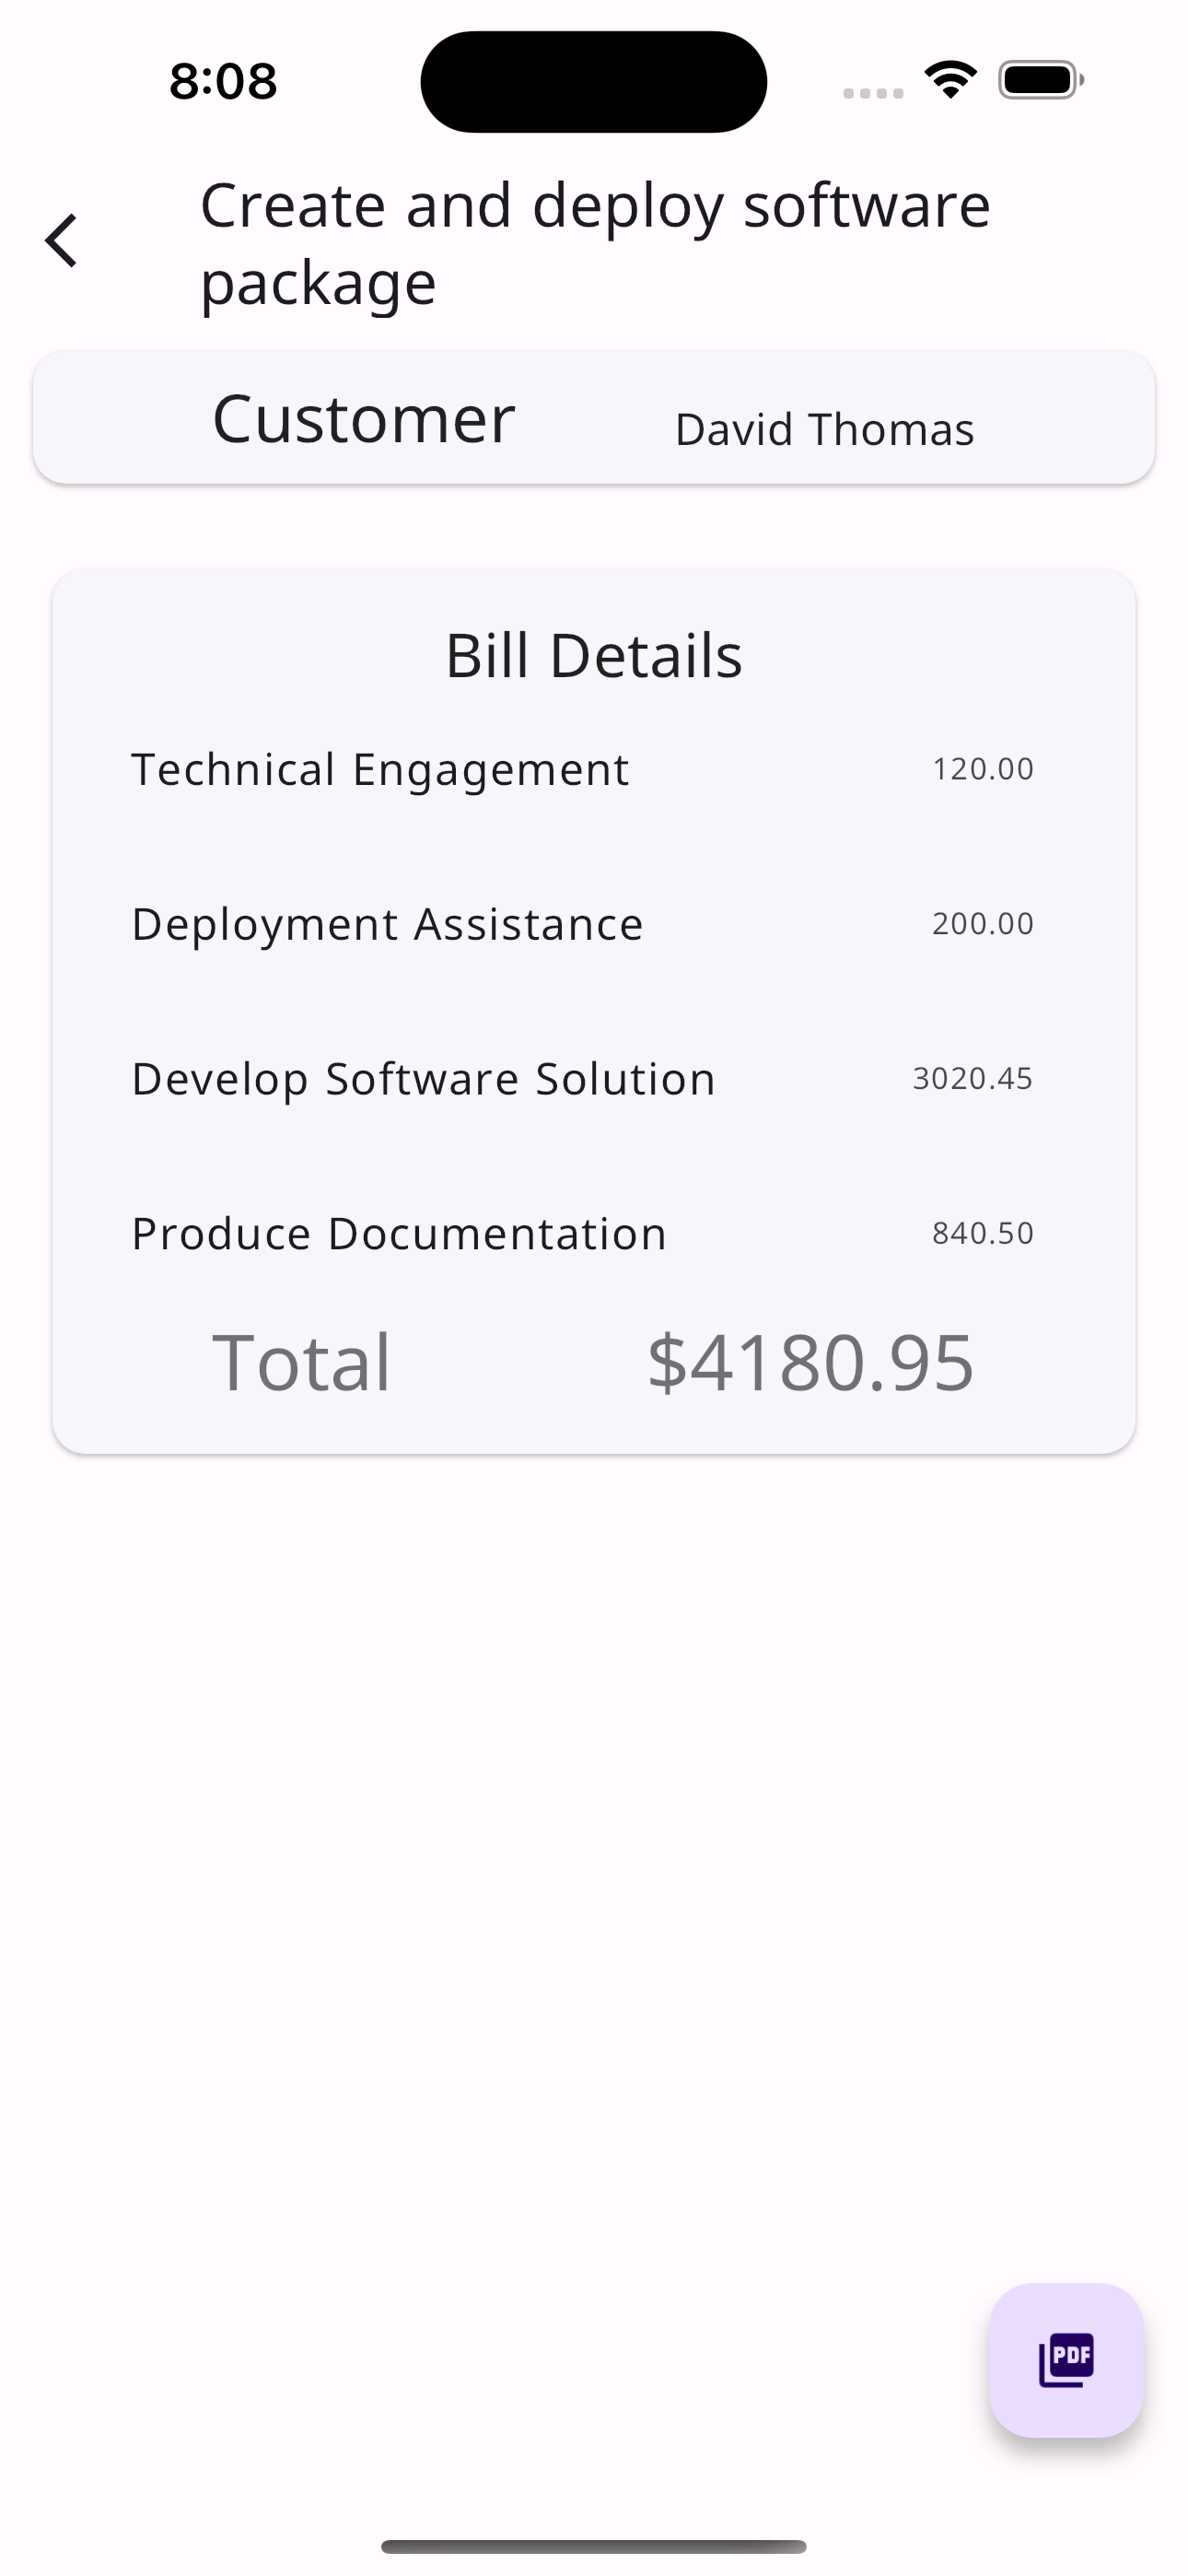 8:08
Create and deploy software
package
Customer David Thomas
Bill Details
Technical Engagement 120.00
Deployment Assistance 200.00
Develop Software Solution 3020.45
Produce Documentation 840.50
Total $4180.95
PDF